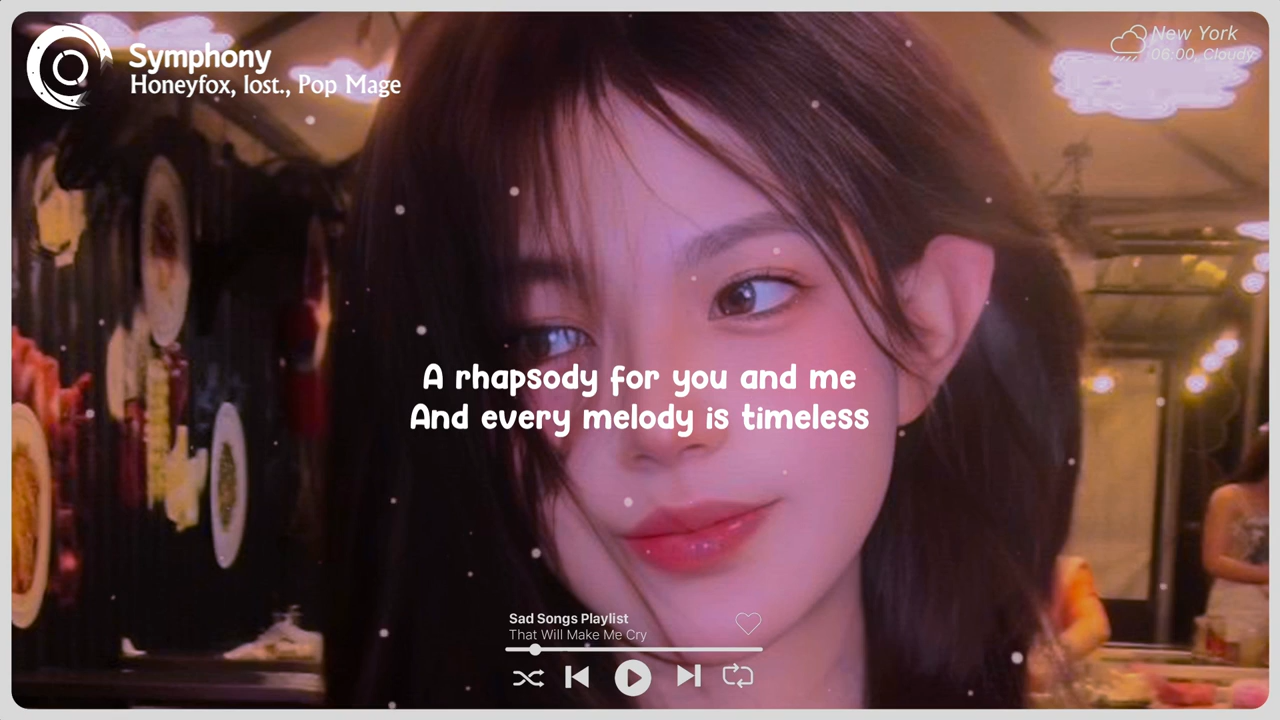 Symphony
Honeyfox, lost., Pop Mage
New York
06:00, Cloudy
A rhapsody for you and me
And every melody is timeless
Sad Songs Playlist
That Will Make Me Cry